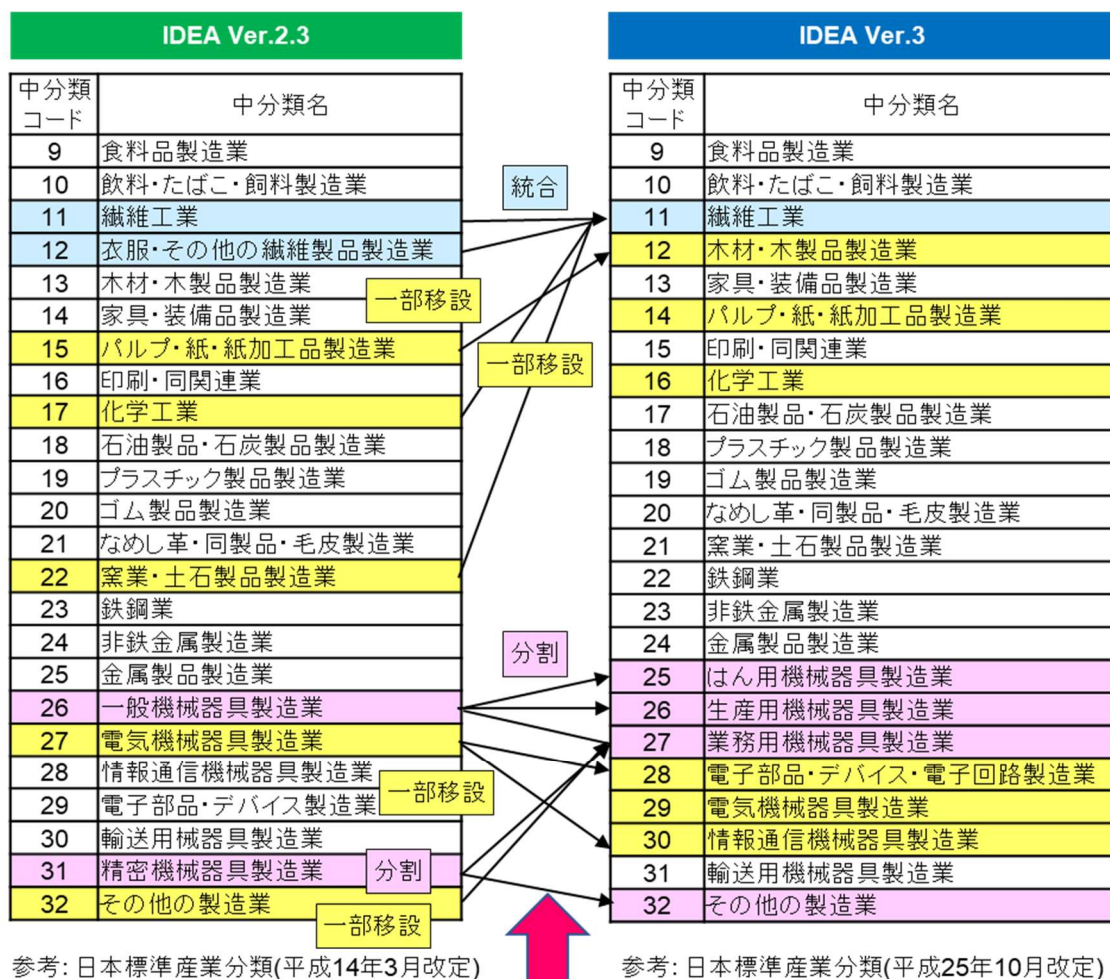 IDEA Ver.2.3
中分類
コード
中分類名
9 食料品製造業
10 飲料・たばこ・飼料製造業
11 繊維工業
12 衣服・その他の繊維製品製造業
13 木材・木製品製造業
14 家具・装備品製造業
15 パルプ・紙・紙加工品製造業
16 印刷・同関連業
17 化学工業
18 石油製品・石炭製品製造業
19 プラスチック製品製造業
20 ゴム製品製造業
21 なめし革・同製品・毛皮製造業
22 窯業・土石製品製造業
23 鉄鋼業
24 非鉄金属製造業
25 金属製品製造業
26 一般機械器具製造業
27 電気機械器具製造業
28 情報通信機械器具製造業
29 電子部品・デバイス製造業
30 輸送用械器具製造業
31 精密機械器具製造業
32 その他の製造業
参考: 日本標準産業分類(平成14年3月改定)
統合
一部移設
一部移設
分割
一部移設
分割
一部移設
IDEA Ver.3
中分類
コード
中分類名
9 食料品製造業
10 飲料・たばこ・飼料製造業
11 繊維工業
12 木材・木製品製造業
13 家具・装備品製造業
14 パルプ・紙・紙加工品製造業
15 印刷・同関連業
16 化学工業
17 石油製品・石炭製品製造業
18 プラスチック製品製造業
19 ゴム製品製造業
20 なめし革・同製品・毛皮製造業
21 窯業・土石製品製造業
22 鉄鋼業
23 非鉄金属製造業
24 金属製品製造業
25 はん用機械器具製造業
26 生産用機械器具製造業
27 業務用機械器具製造業
28 電子部品・デバイス・電子回路製造業
29 電気機械器具製造業
30 情報通信機械器具製造業
31 輸送用機械器具製造業
32 その他の製造業
参考: 日本標準産業分類(平成25年10月改定)